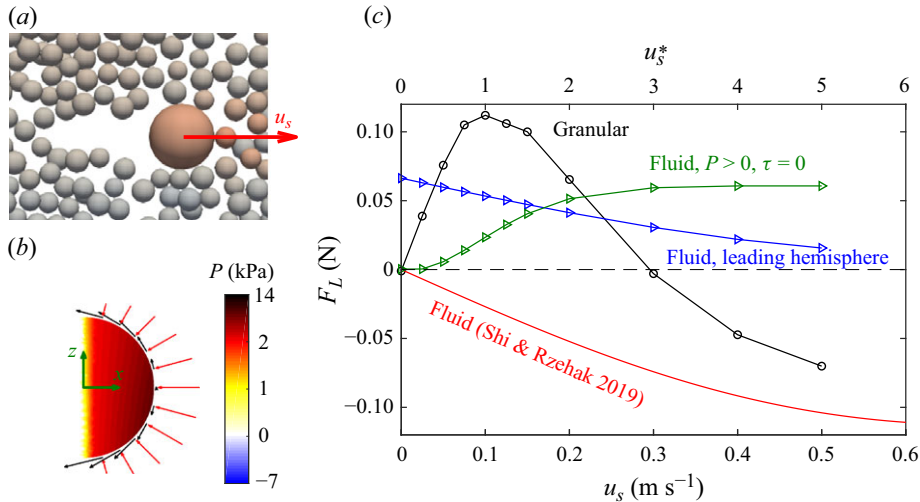 (a)
u_s
(b)
P (kPa)
14
2
1
0
−7
z
x
(c)
u_s^*
0 1 2 3 4 5
0.10
0.05
0
−0.05
−0.10
F_L (N)
Granular
Fluid, P > 0, τ = 0
Fluid, leading hemisphere
Fluid (Shi & Rzehak 2019)
0 0.1 0.2 0.3 0.4 0.5 0.6
u_s (m s⁻¹)